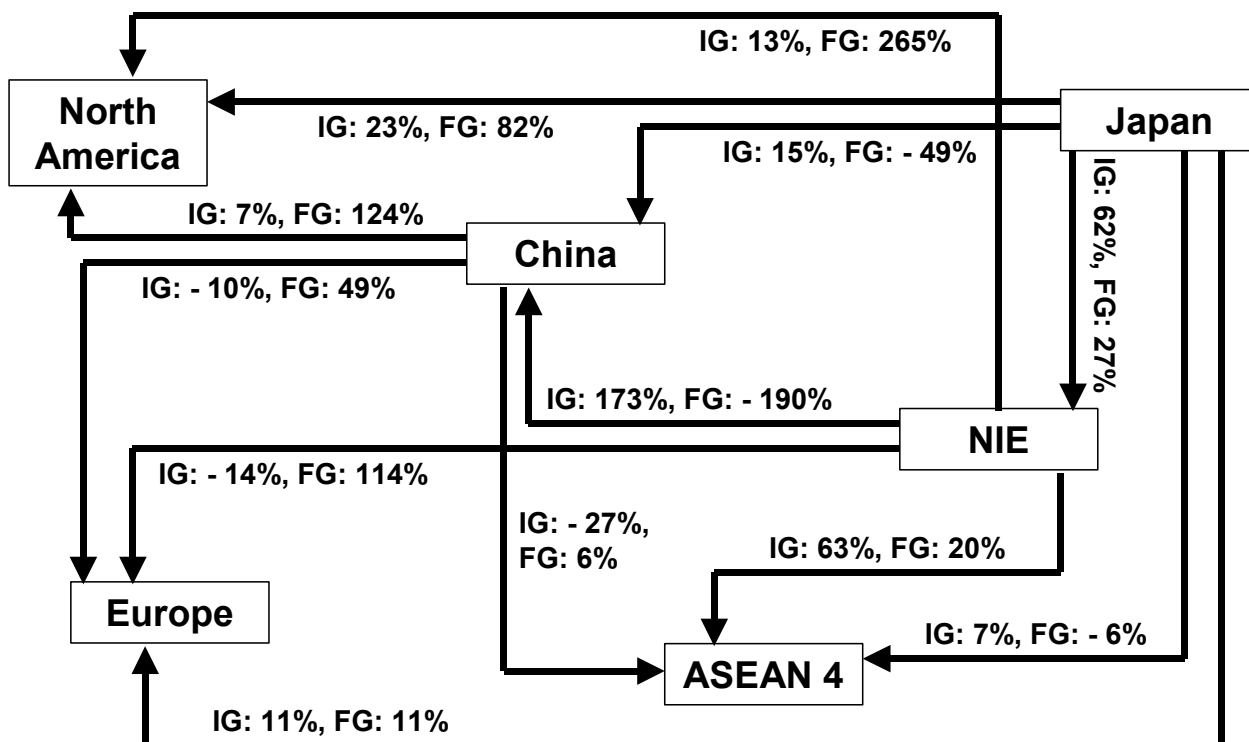 IG: 13%, FG: 265%
North
America
Japan
IG: 23%, FG: 82%
IG: 15%, FG: - 49%
IG: 62%, FG: 27%
IG: 7%, FG: 124%
China
IG: - 10%, FG: 49%
IG: 173%, FG: - 190%
NIE
IG: - 14%, FG: 114%
IG: - 27%,
FG: 6%
IG: 63%, FG: 20%
Europe
IG: 7%, FG: - 6%
ASEAN 4
IG: 11%, FG: 11%